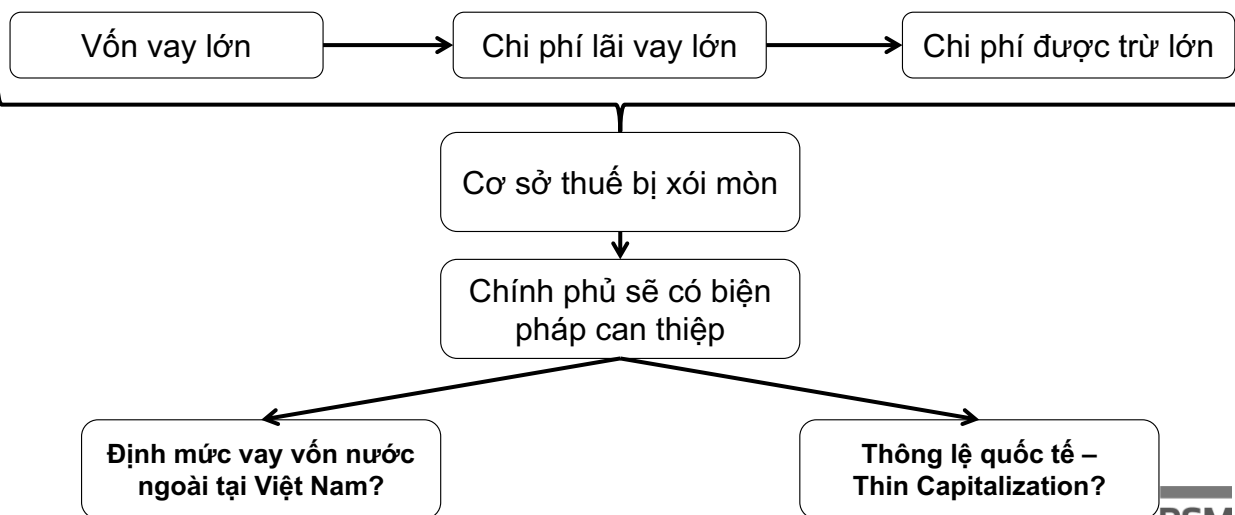 Vốn vay lớn
Chi phí lãi vay lớn
Chi phí được trừ lớn
Cơ sở thuế bị xói mòn
Chính phủ sẽ có biện
pháp can thiệp
Định mức vay vốn nước
ngoài tại Việt Nam?
Thông lệ quốc tế –
Thin Capitalization?